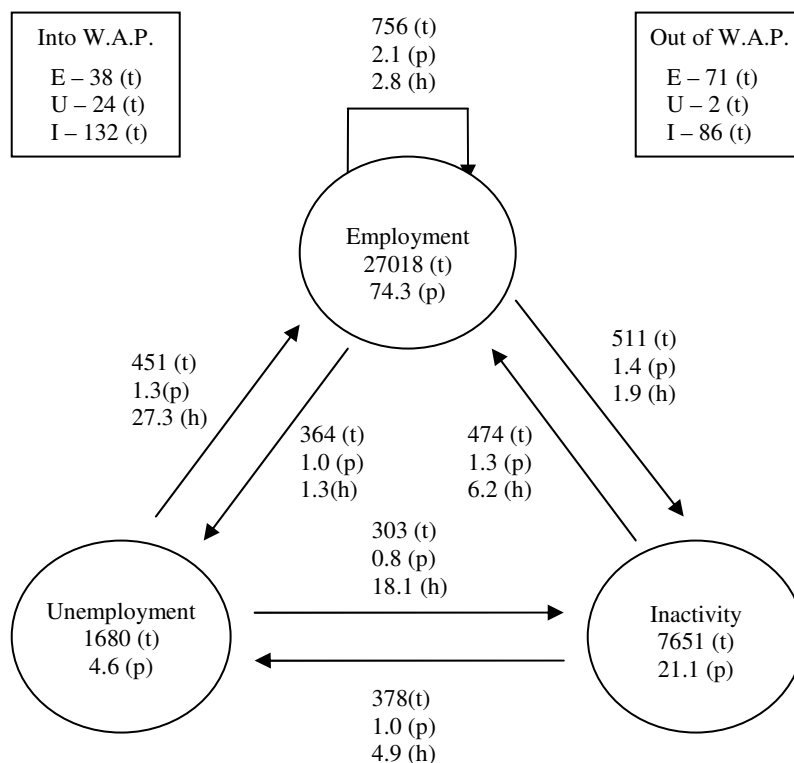 Into W.A.P.
E – 38 (t)
U – 24 (t)
I – 132 (t)
756 (t)
2.1 (p)
2.8 (h)
Out of W.A.P.
E – 71 (t)
U – 2 (t)
I – 86 (t)
Employment
27018 (t)
74.3 (p)
451 (t)
1.3(p)
27.3 (h)
364 (t)
1.0 (p)
1.3(h)
474 (t)
1.3 (p)
6.2 (h)
511 (t)
1.4 (p)
1.9 (h)
Unemployment
1680 (t)
4.6 (p)
303 (t)
0.8 (p)
18.1 (h)
Inactivity
7651 (t)
21.1 (p)
378(t)
1.0 (p)
4.9 (h)